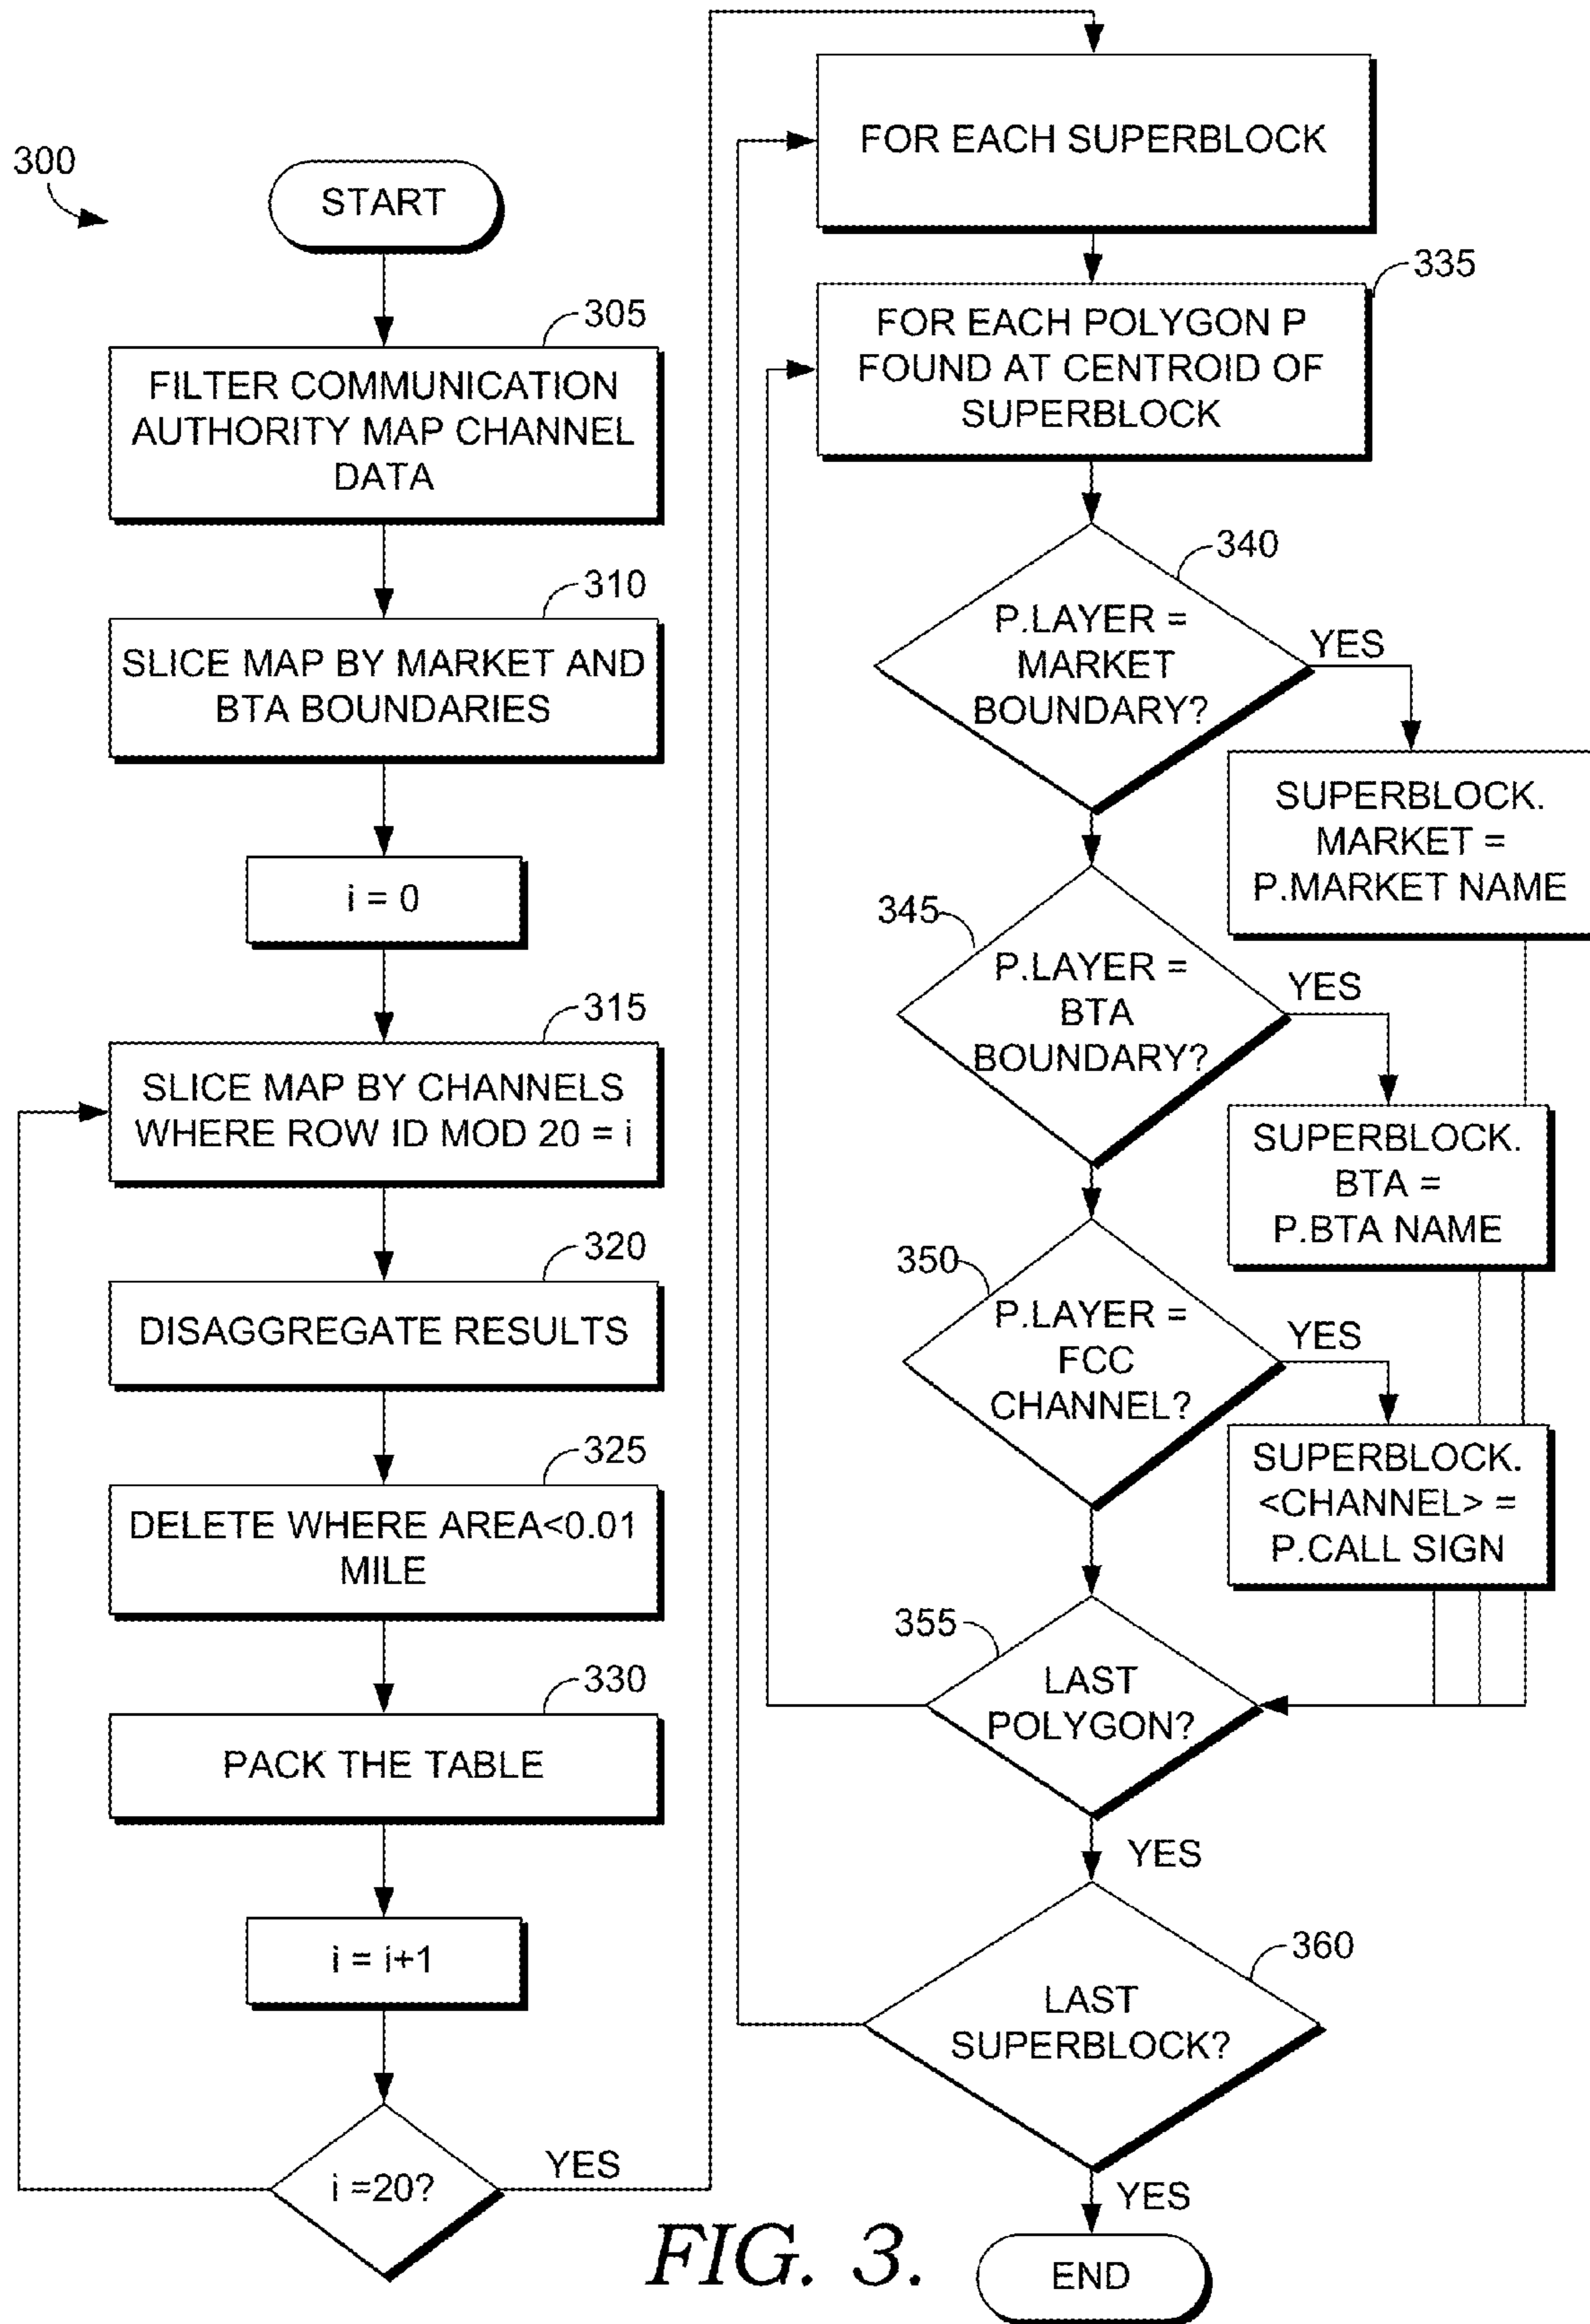 300
START
305
FILTER COMMUNICATION
AUTHORITY MAP CHANNEL
DATA
310
SLICE MAP BY MARKET AND
BTA BOUNDARIES
i = 0
315
SLICE MAP BY CHANNELS
WHERE ROW ID MOD 20 = i
320
DISAGGREGATE RESULTS
325
DELETE WHERE AREA<0.01
MILE
330
PACK THE TABLE
i = i+1
i =20?
YES
FOR EACH SUPERBLOCK
335
FOR EACH POLYGON P
FOUND AT CENTROID OF
SUPERBLOCK
340
P.LAYER =
MARKET
BOUNDARY?
YES
SUPERBLOCK.
MARKET =
P.MARKET NAME
345
P.LAYER =
BTA
BOUNDARY?
YES
SUPERBLOCK.
BTA =
P.BTA NAME
350
P.LAYER =
FCC
CHANNEL?
YES
SUPERBLOCK.
<CHANNEL> =
P.CALL SIGN
355
LAST
POLYGON?
YES
360
LAST
SUPERBLOCK?
YES
END
FIG. 3.